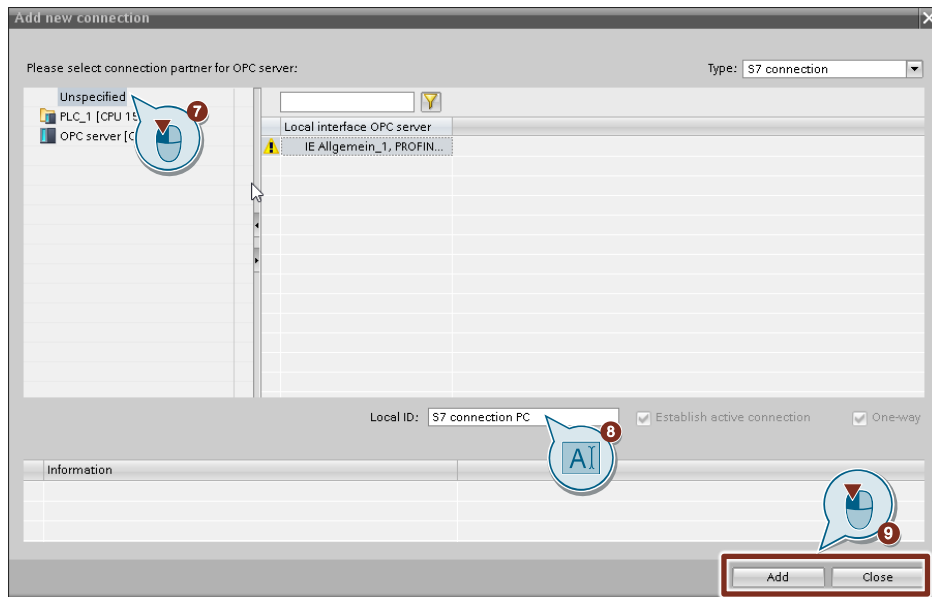 Add new connection
Please select connection partner for OPC server:
Type: S7 connection
Unspecified
7
PLC_1 [CPU 15
OPC server [
Local interface OPC server
IE Allgemein_1, PROFIN...
Local ID: S7 connection PC
Establish active connection
One-way
8
A
Information
9
Add
Close